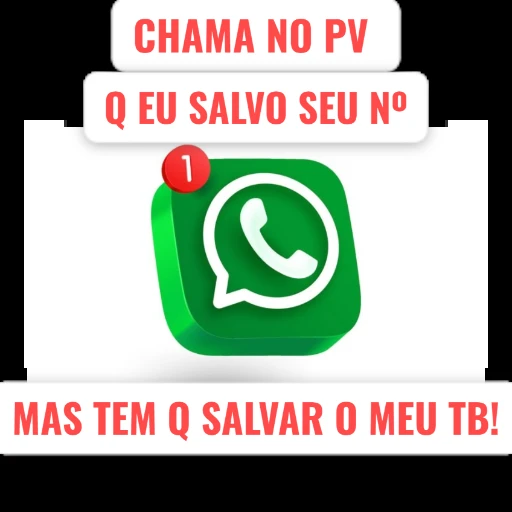 CHAMA NO PV
Q EU SALVO SEU Nº
1
MAS TEM Q SALVAR O MEU TB!